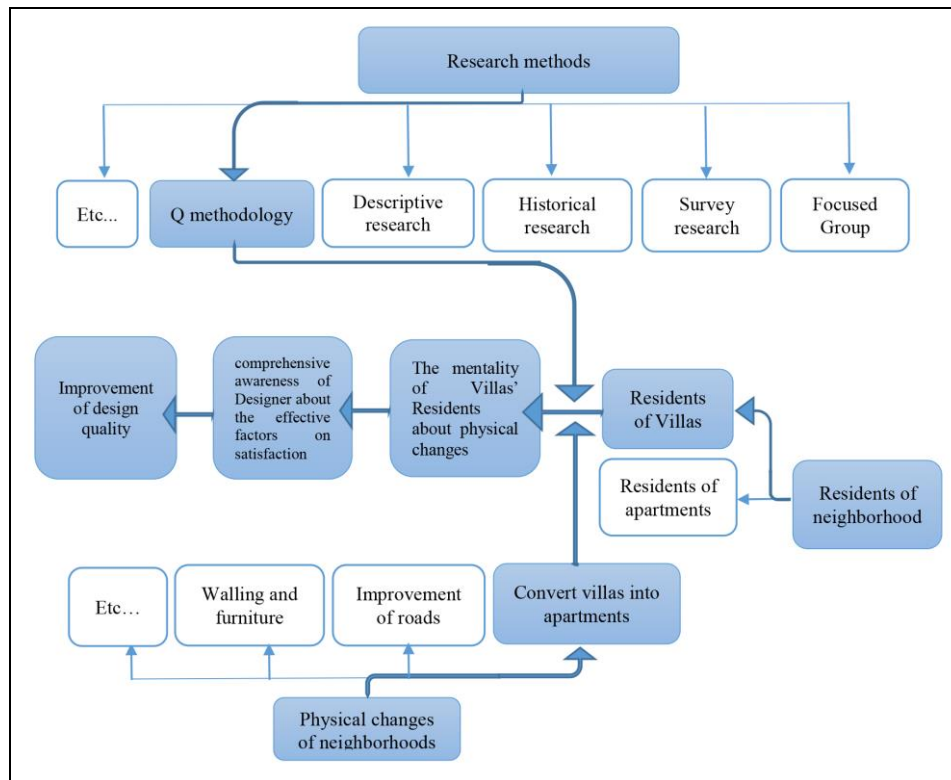 Research methods
Etc...
Q methodology
Descriptive
research
Historical
research
Survey
research
Focused
Group
Improvement
of design
quality
comprehensive
awareness of
Designer about
the effective
factors on
satisfaction
The mentality
of Villas’
Residents
about physical
changes
Residents
of Villas
Residents of
apartments
Residents of
neighborhood
Etc…
Walling and
furniture
Improvement
of roads
Convert villas into
apartments
Physical changes
of neighborhoods